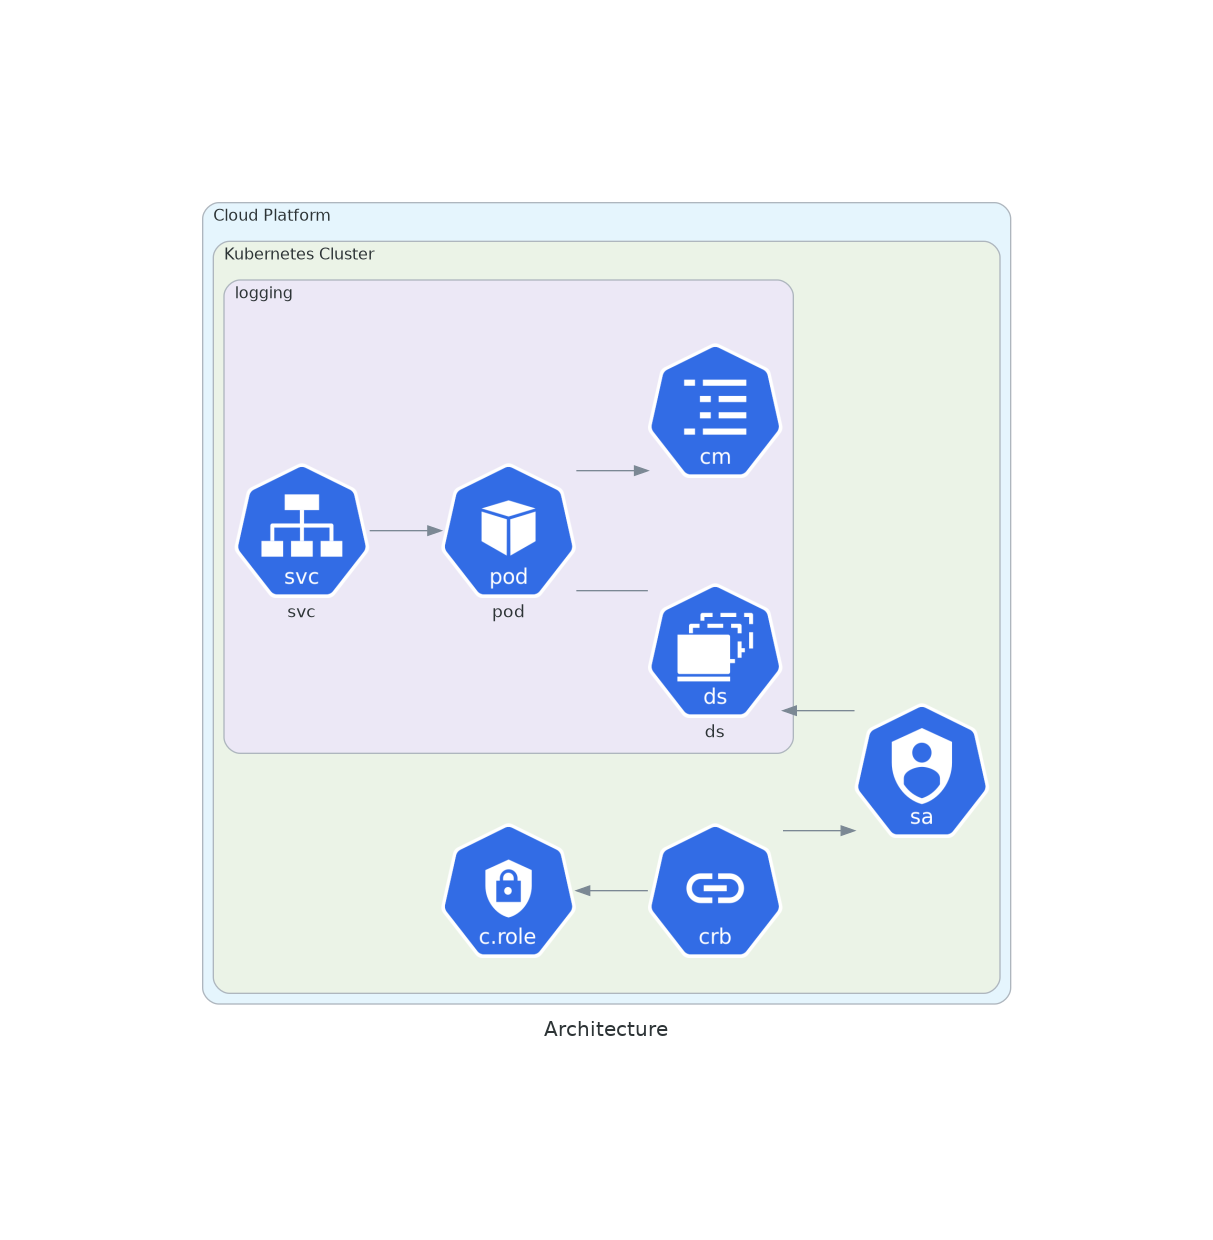 Cloud Platform
Kubernetes Cluster
logging
cm
svc
svc
pod
pod
ds
ds
sa
c.role
crb
Architecture